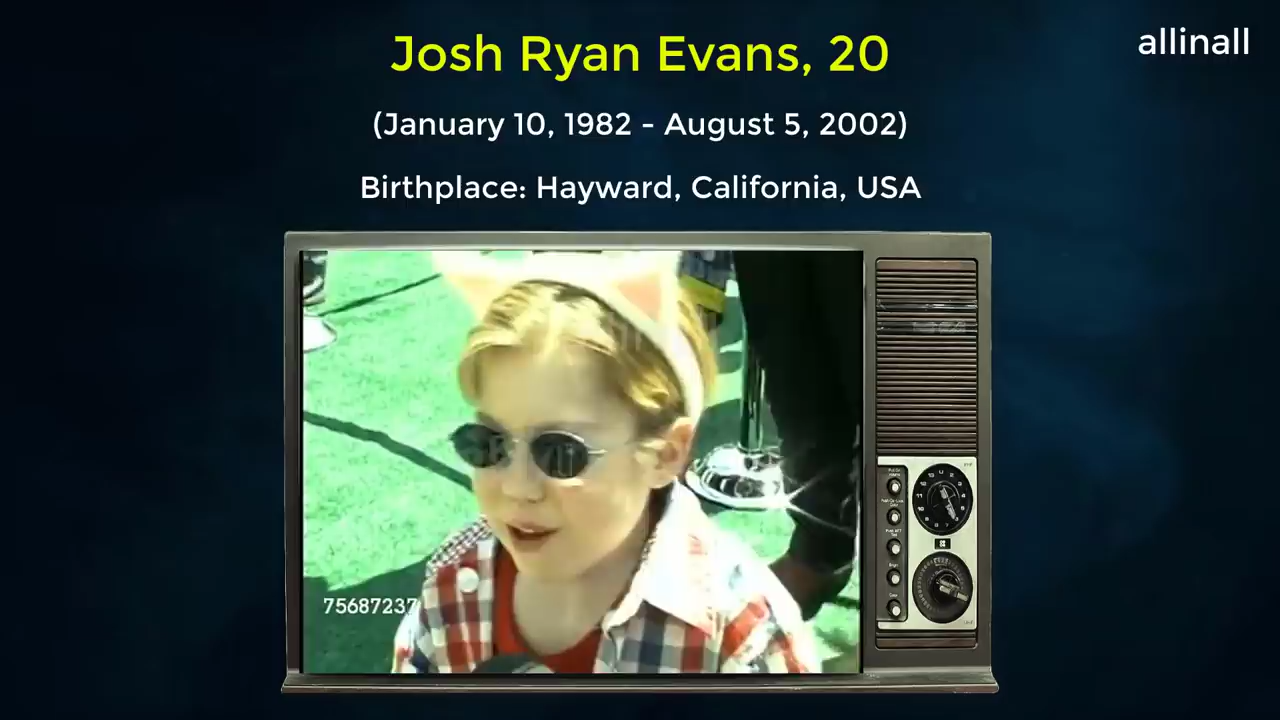 Josh Ryan Evans, 20
allinall
(January 10, 1982 - August 5, 2002)
Birthplace: Hayward, California, USA
75687237